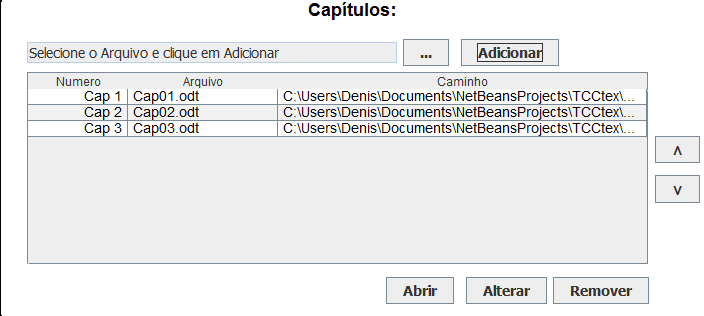 Capítulos:
Selecione o Arquivo e clique em Adicionar ... Adicionar
Numero Arquivo Caminho
Cap 1 Cap01.odt C:\Users\Denis\Documents\NetBeansProjects\TCCtex\...
Cap 2 Cap02.odt C:\Users\Denis\Documents\NetBeansProjects\TCCtex\...
Cap 3 Cap03.odt C:\Users\Denis\Documents\NetBeansProjects\TCCtex\...
ʌ
v
Abrir Alterar Remover